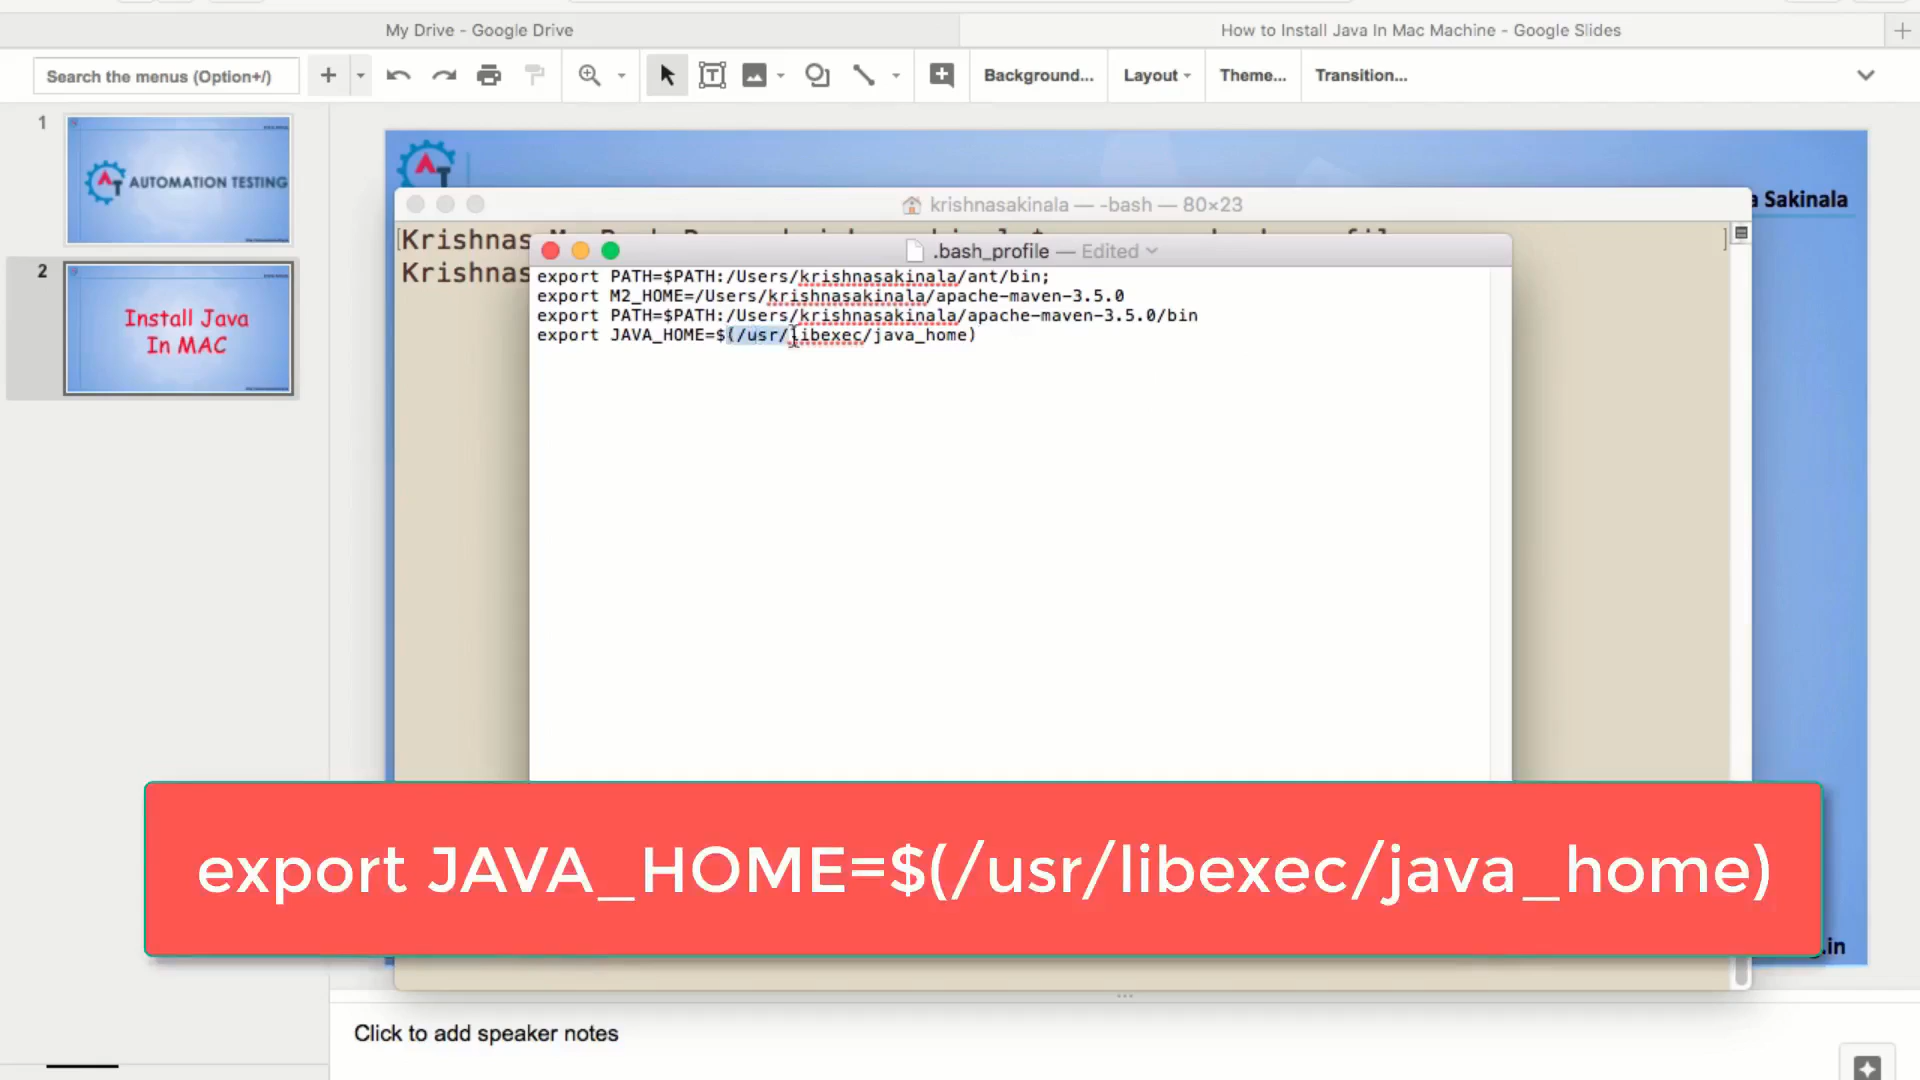 My Drive - Google Drive
How to Install Java In Mac Machine - Google Slides
Search the menus (Option+/)
Background...
Layout
Theme...
Transition...
1
AT AUTOMATION TESTING
2
Install Java
In MAC
AT
a Sakinala
krishnasakinala — -bash — 80×23
Krishnas
Krishnas
.bash_profile — Edited
export PATH=$PATH:/Users/krishnasakinala/ant/bin;
export M2_HOME=/Users/krishnasakinala/apache-maven-3.5.0
export PATH=$PATH:/Users/krishnasakinala/apache-maven-3.5.0/bin
export JAVA_HOME=$(/usr/libexec/java_home)
export JAVA_HOME=$(/usr/libexec/java_home)
.in
Click to add speaker notes